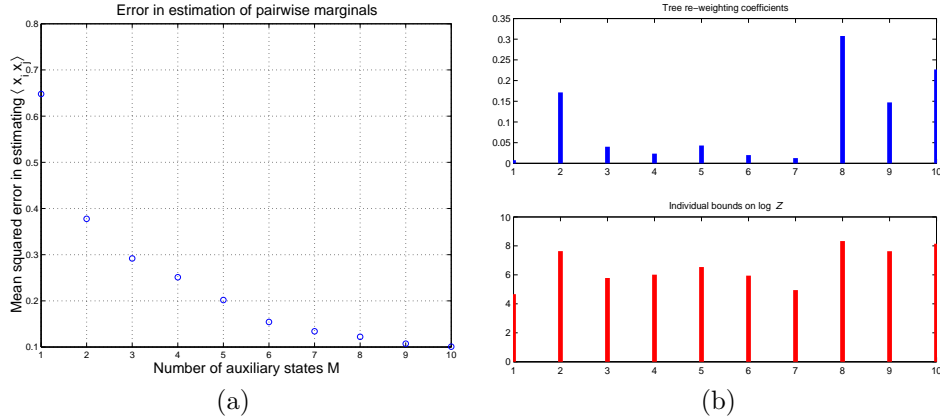 Error in estimation of pairwise marginals
Mean squared error in estimating ⟨ x_i x_j ⟩
0.8
0.7
0.6
0.5
0.4
0.3
0.2
0.1
1 2 3 4 5 6 7 8 9 10
Number of auxiliary states M
(a)
Tree re−weighting coefficients
0.35
0.3
0.25
0.2
0.15
0.1
0.05
0
1 2 3 4 5 6 7 8 9 10
Individual bounds on log Z
10
8
6
4
2
0
1 2 3 4 5 6 7 8 9 10
(b)